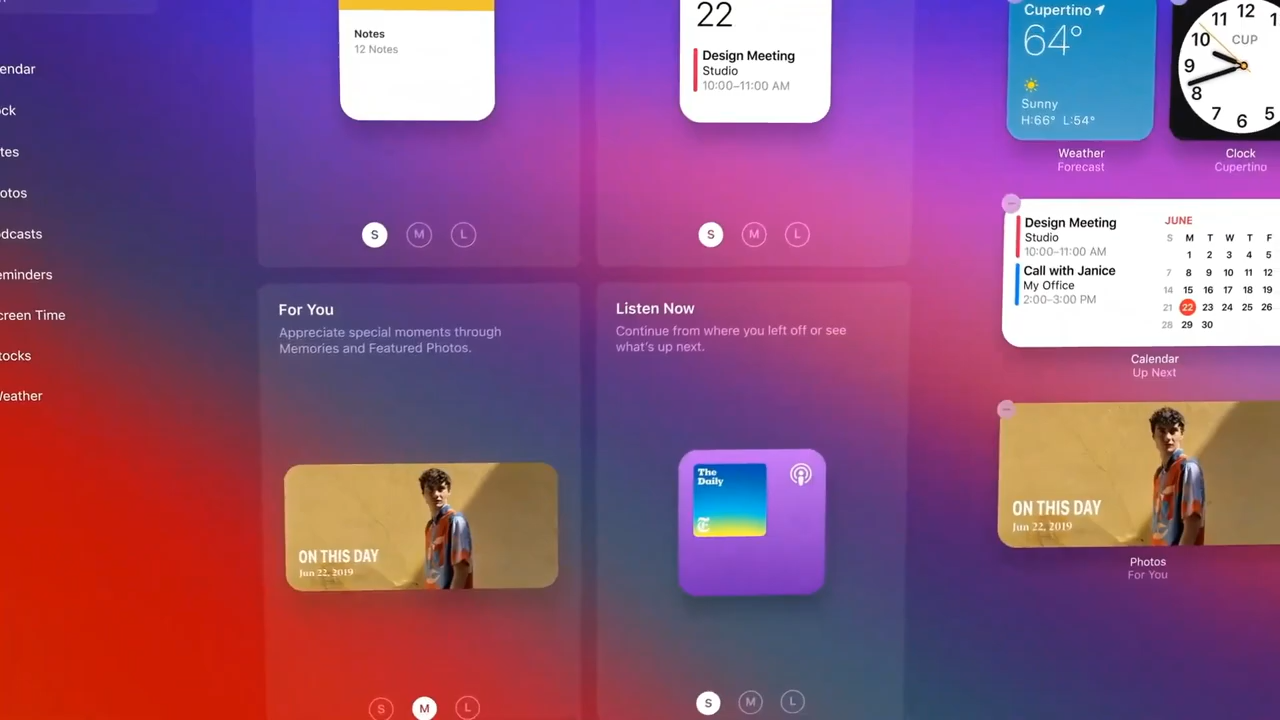 endar
ock
tes
otos
odcasts
eminders
creen Time
tocks
Weather
Notes
12 Notes
S M L
22
Design Meeting
Studio
10:00–11:00 AM
S M L
For You
Appreciate special moments through
Memories and Featured Photos.
ON THIS DAY
Jun 22, 2019
S M L
Listen Now
Continue from where you left off or see
what's up next.
The
Daily
T
S M L
Cupertino
64°
Sunny
H:66° L:54°
Weather
Forecast
11 12 1
10 CUP
9
8
7 6 5
Clock
Cupertino
Design Meeting
Studio
10:00–11:00 AM
Call with Janice
My Office
2:00–3:00 PM
JUNE
S M T W T F
1 2 3 4 5
7 8 9 10 11 12
14 15 16 17 18 19
21 22 23 24 25 26
28 29 30
Calendar
Up Next
ON THIS DAY
Jun 22, 2019
Photos
For You